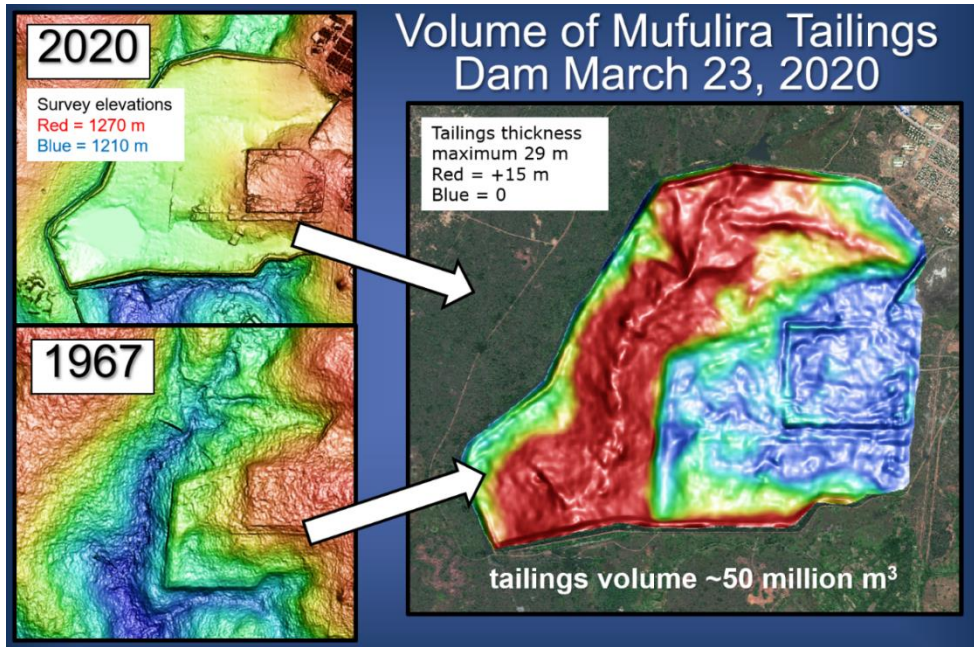 Volume of Mufulira Tailings
Dam March 23, 2020
2020
Survey elevations
Red = 1270 m
Blue = 1210 m
1967
Tailings thickness
maximum 29 m
Red = +15 m
Blue = 0
tailings volume ~50 million m³